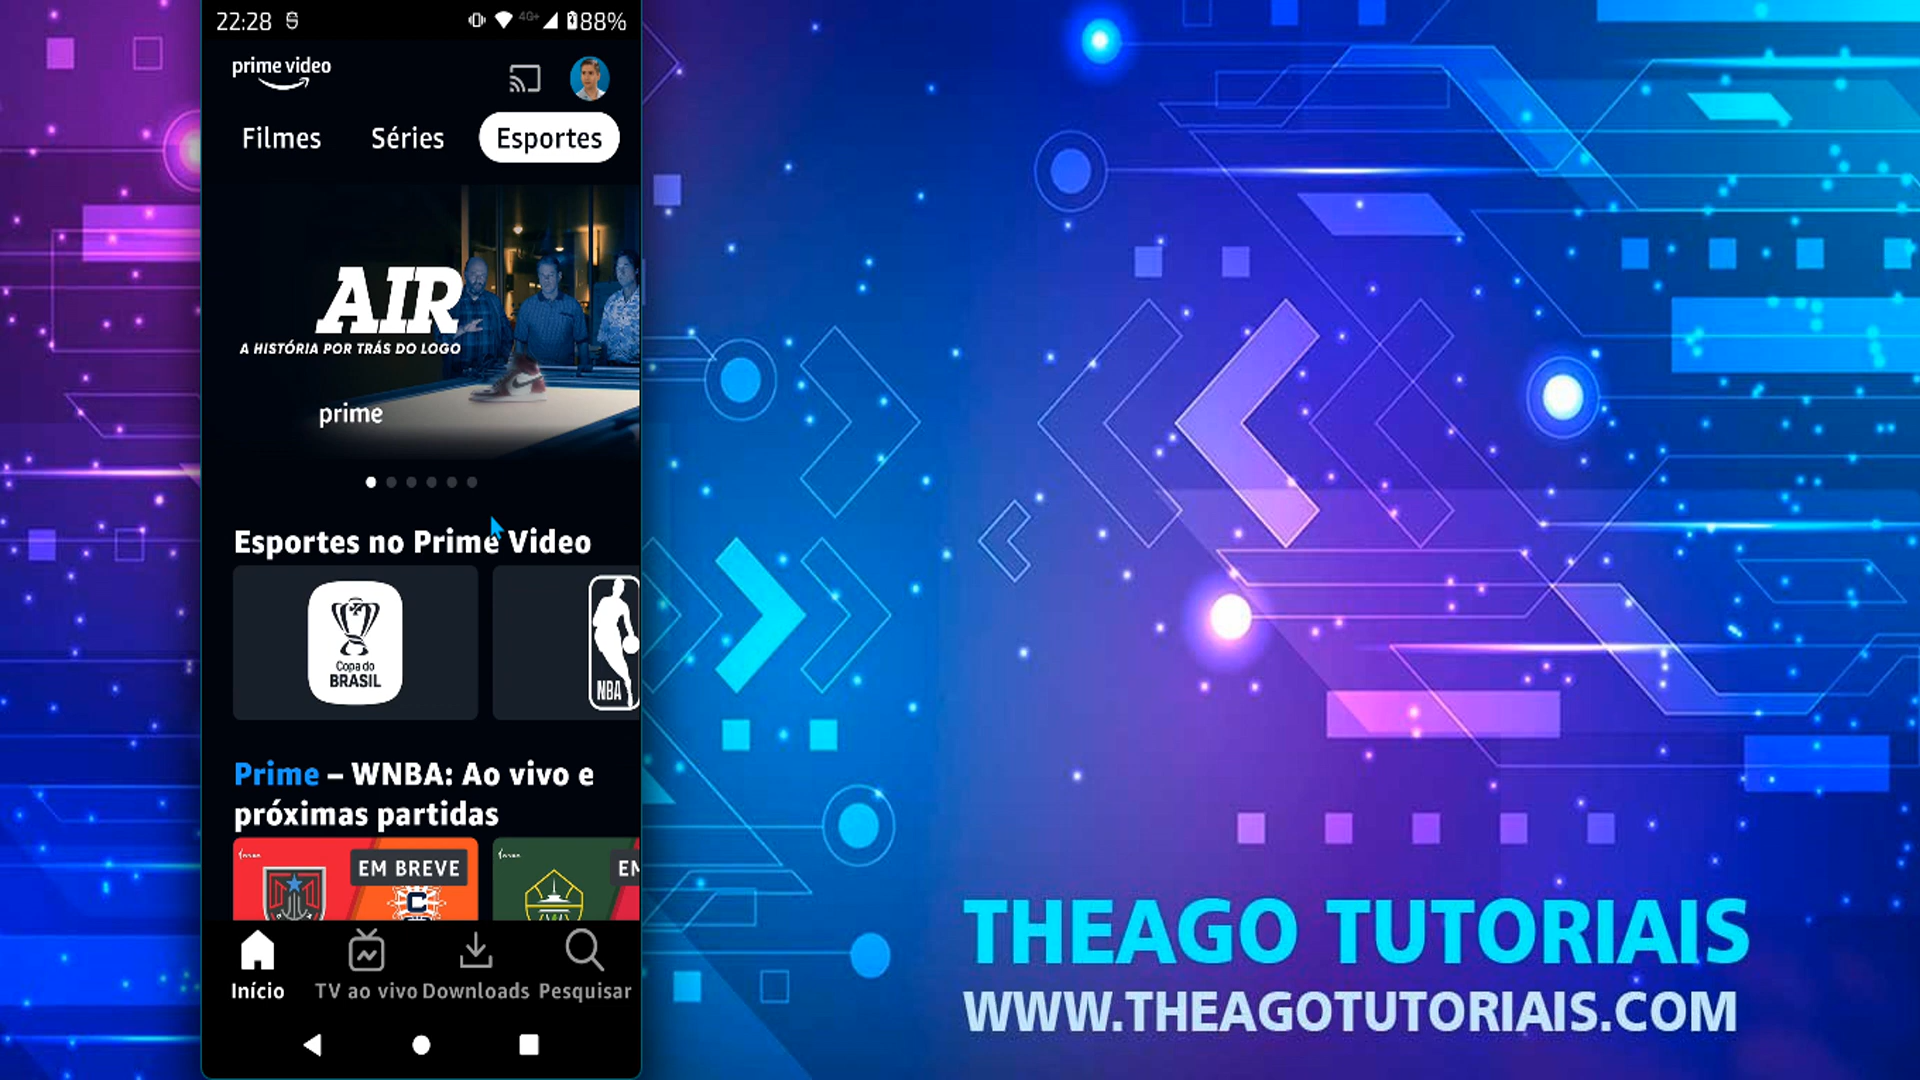 22:28
4G+
88%
prime video
Filmes
Séries
Esportes
AIR
A HISTÓRIA POR TRÁS DO LOGO
prime
Esportes no Prime Video
Copa do
BRASIL
NBA
Prime – WNBA: Ao vivo e
próximas partidas
EM BREVE
Início
TV ao vivo
Downloads
Pesquisar
THEAGO TUTORIAIS
WWW.THEAGOTUTORIAIS.COM